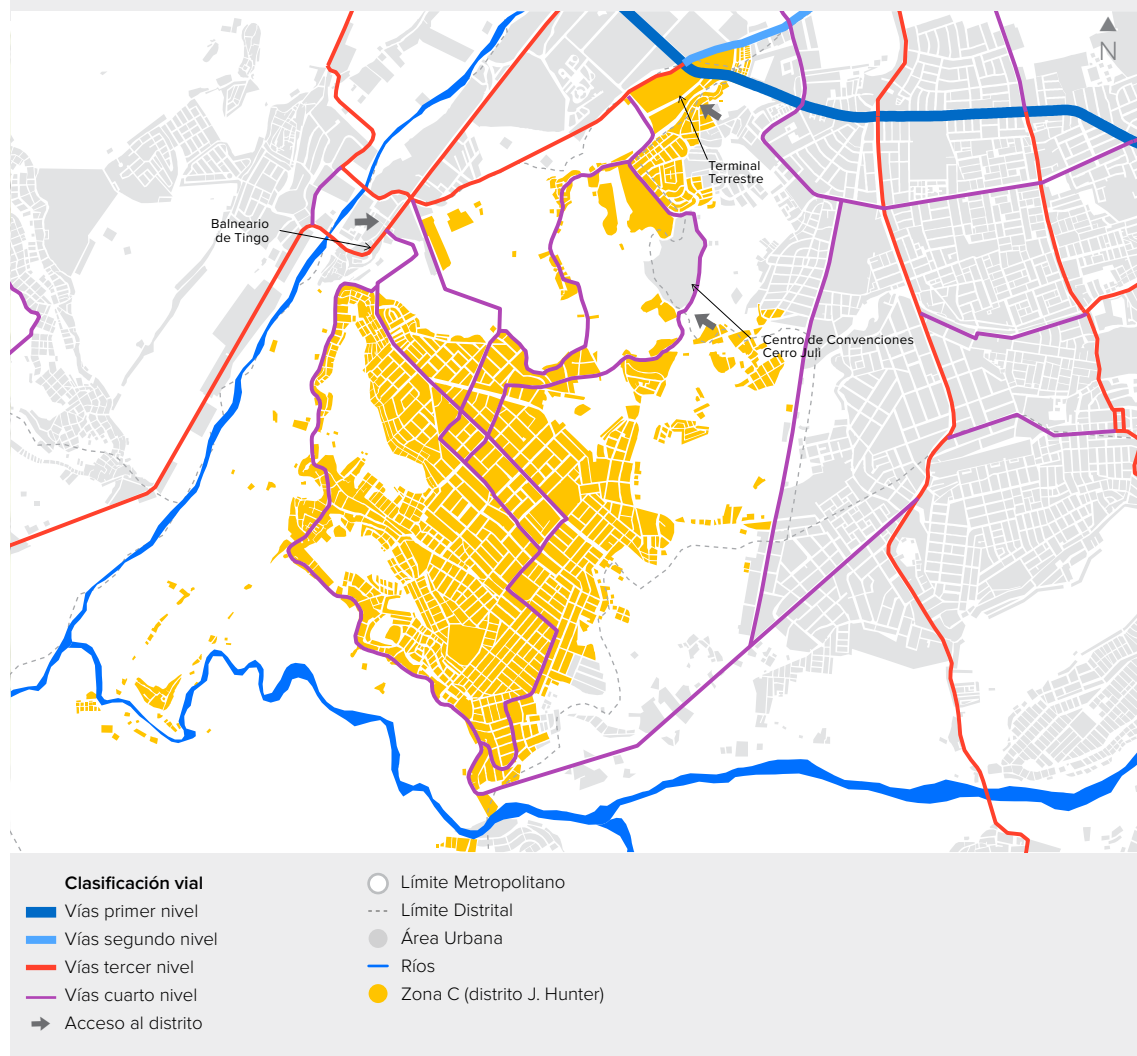 N
Terminal
Terrestre
Balneario
de Tingo
Centro de Convenciones
Cerro Juli
Clasificación vial
Vías primer nivel
Vías segundo nivel
Vías tercer nivel
Vías cuarto nivel
Acceso al distrito
Límite Metropolitano
Límite Distrital
Área Urbana
Ríos
Zona C (distrito J. Hunter)